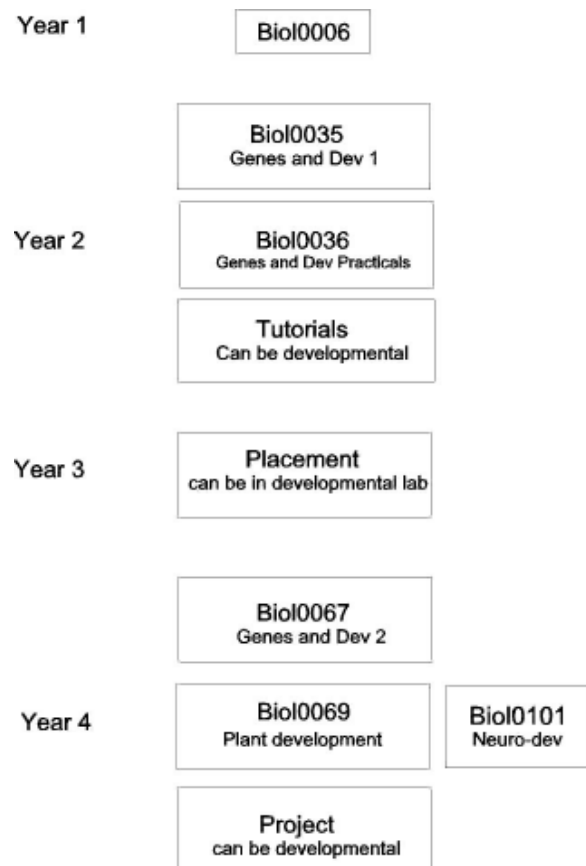 Year 1
Biol0006
Biol0035
Genes and Dev 1
Year 2
Biol0036
Genes and Dev Practicals
Tutorials
Can be developmental
Year 3
Placement
can be in developmental lab
Biol0067
Genes and Dev 2
Year 4
Biol0069
Plant development
Biol0101
Neuro-dev
Project
can be developmental